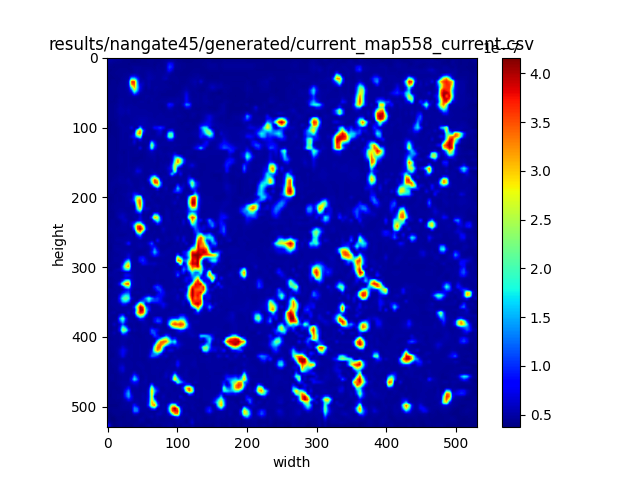 results/nangate45/generated/current_map558_current.csv
1e−7
0
100
200
300
400
500
height
0 100 200 300 400 500
width
4.0
3.5
3.0
2.5
2.0
1.5
1.0
0.5